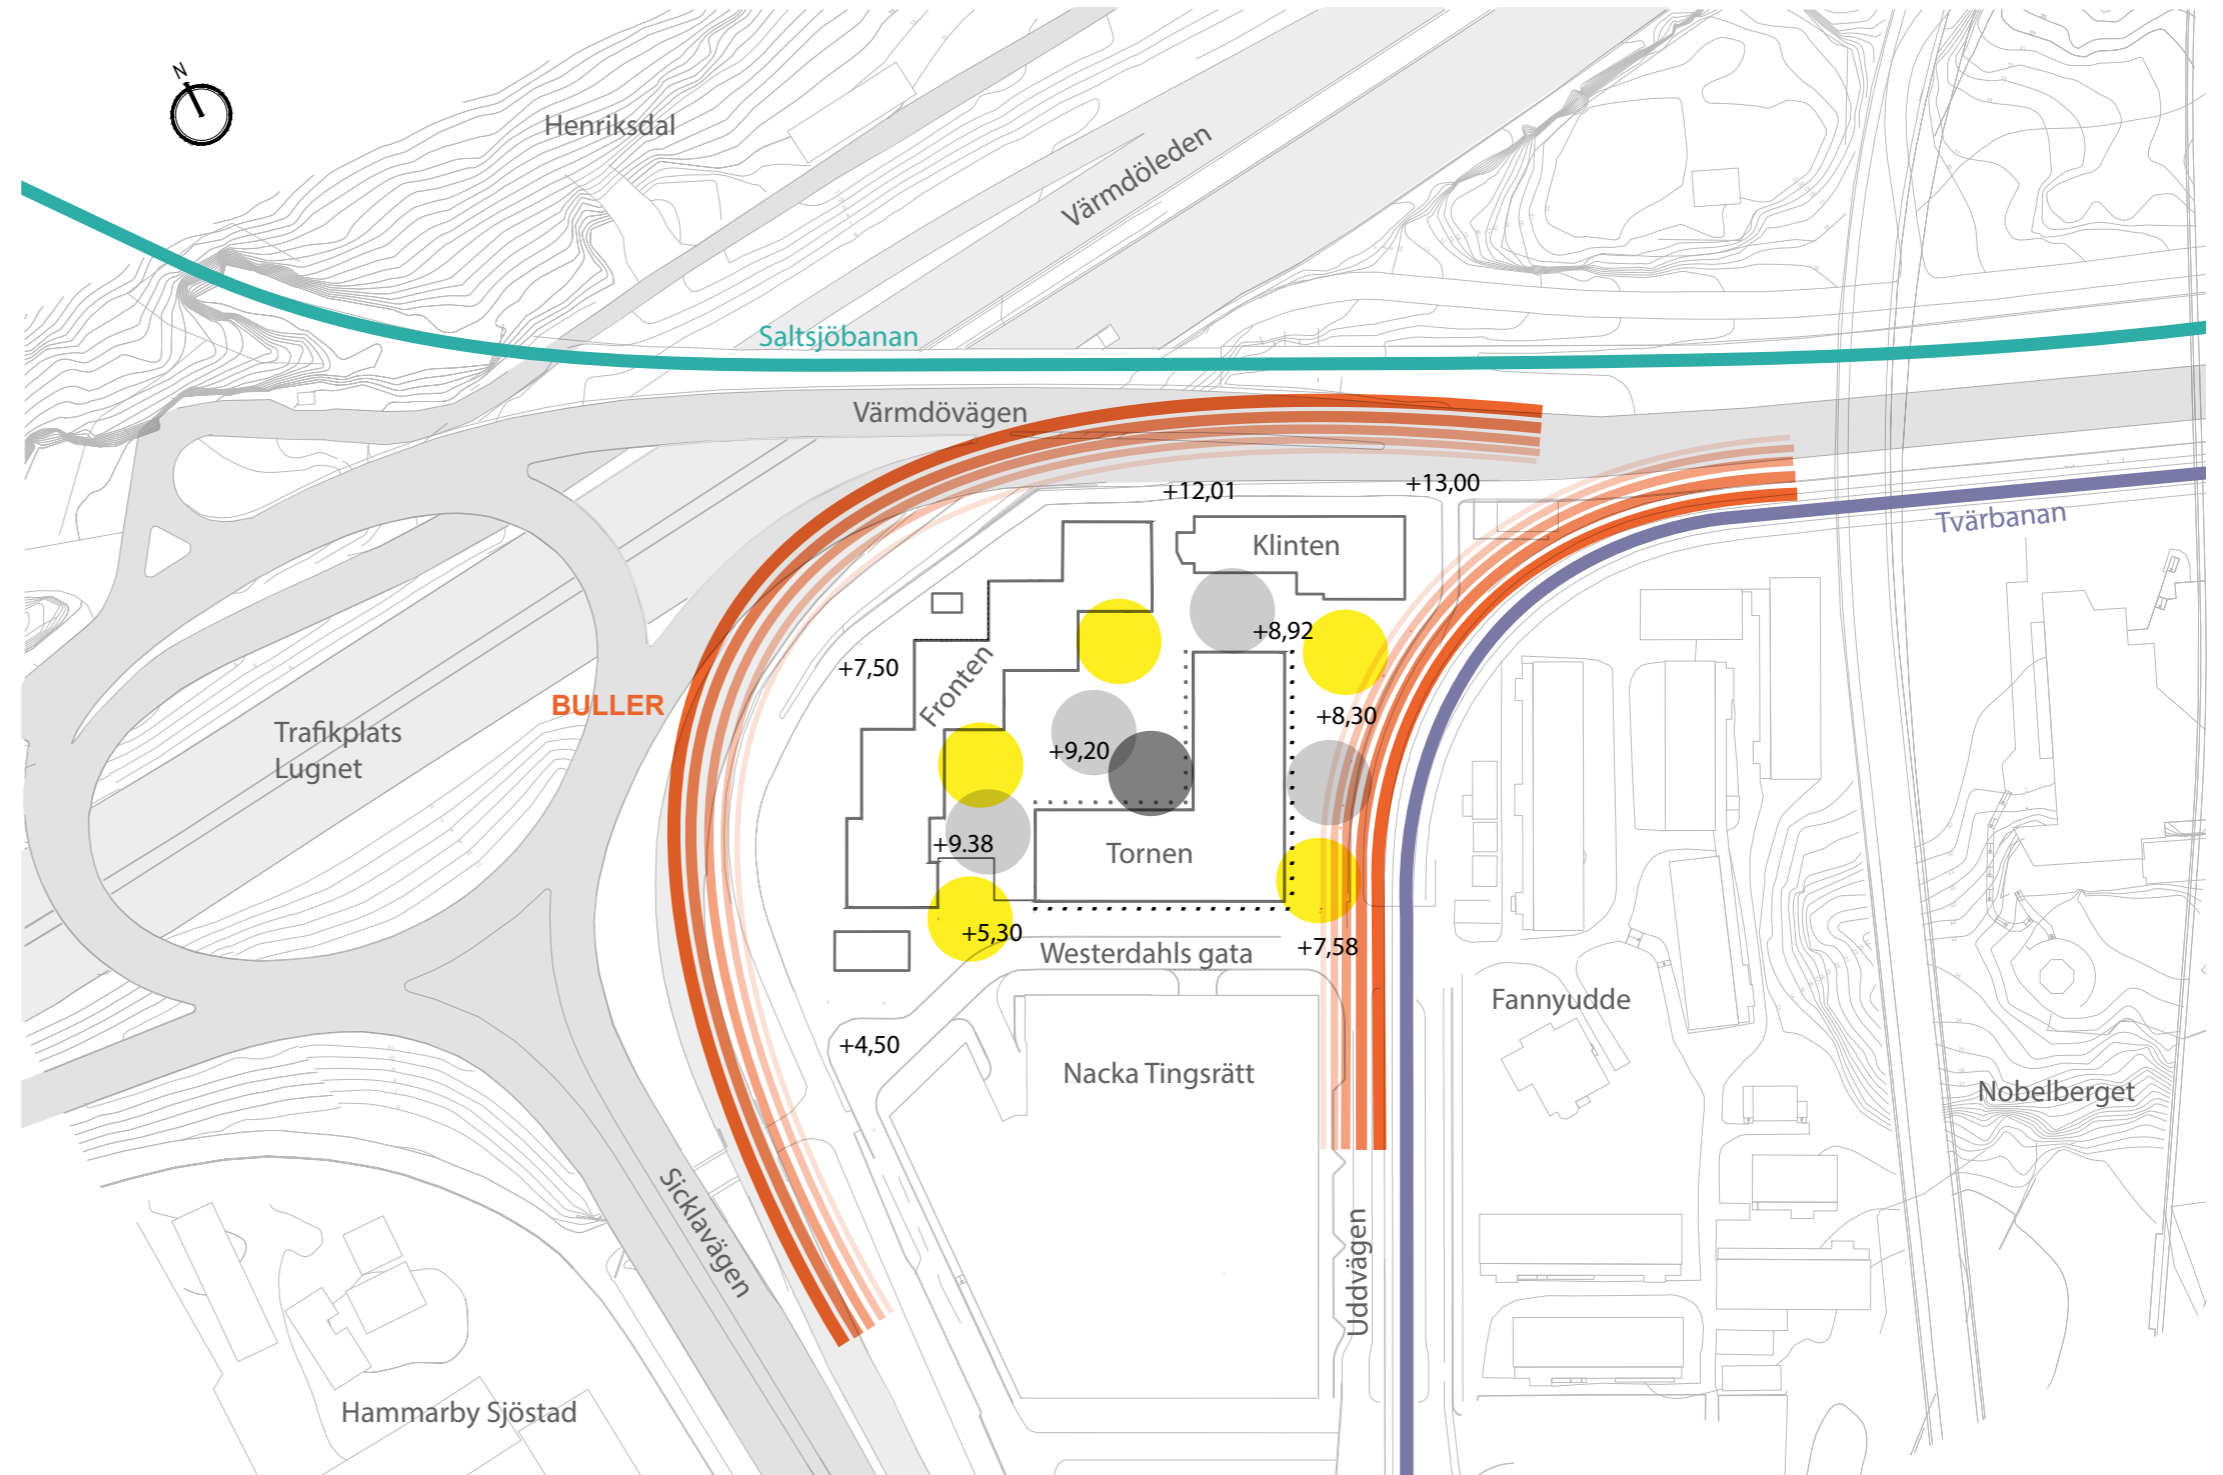 N
Henriksdal
Värmdöleden
Saltsjöbanan
Värmdövägen
+12,01
+13,00
Tvärbanan
Klinten
+8,92
+7,50
Fronten
BULLER
+8,30
Trafikplats
Lugnet
+9,20
+9.38
Tornen
+5,30
Westerdahls gata
+7,58
Fannyudde
+4,50
Nacka Tingsrätt
Nobelberget
Sicklavägen
Uddvägen
Hammarby Sjöstad